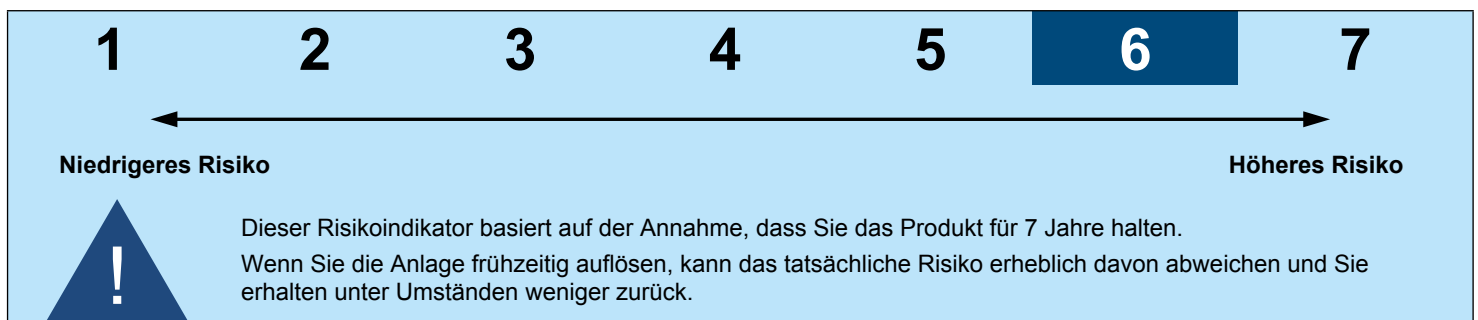 1 2 3 4 5 6 7
Niedrigeres Risiko Höheres Risiko
!
Dieser Risikoindikator basiert auf der Annahme, dass Sie das Produkt für 7 Jahre halten.
Wenn Sie die Anlage frühzeitig auflösen, kann das tatsächliche Risiko erheblich davon abweichen und Sie
erhalten unter Umständen weniger zurück.